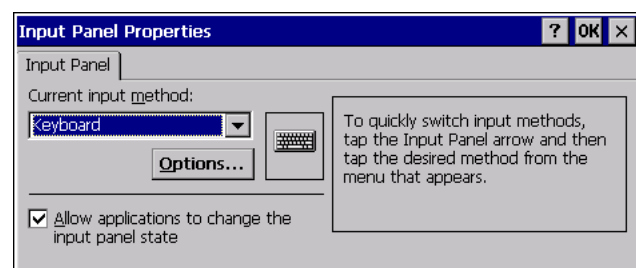 Input Panel Properties ? OK ×
Input Panel
Current input method:
Keyboard
Options...
To quickly switch input methods,
tap the Input Panel arrow and then
tap the desired method from the
menu that appears.
Allow applications to change the
input panel state